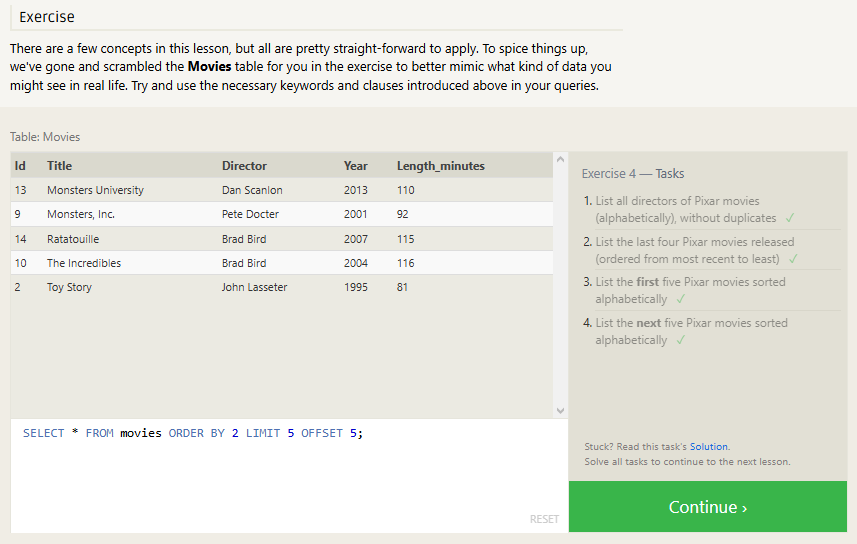 Exercise
There are a few concepts in this lesson, but all are pretty straight-forward to apply. To spice things up,
we've gone and scrambled the Movies table for you in the exercise to better mimic what kind of data you
might see in real life. Try and use the necessary keywords and clauses introduced above in your queries.
Table: Movies
Id Title Director Year Length_minutes
13 Monsters University Dan Scanlon 2013 110
9 Monsters, Inc. Pete Docter 2001 92
14 Ratatouille Brad Bird 2007 115
10 The Incredibles Brad Bird 2004 116
2 Toy Story John Lasseter 1995 81
SELECT * FROM movies ORDER BY 2 LIMIT 5 OFFSET 5;
RESET
Exercise 4 — Tasks
1. List all directors of Pixar movies
(alphabetically), without duplicates ✓
2. List the last four Pixar movies released
(ordered from most recent to least) ✓
3. List the first five Pixar movies sorted
alphabetically ✓
4. List the next five Pixar movies sorted
alphabetically ✓
Stuck? Read this task's Solution.
Solve all tasks to continue to the next lesson.
Continue ›